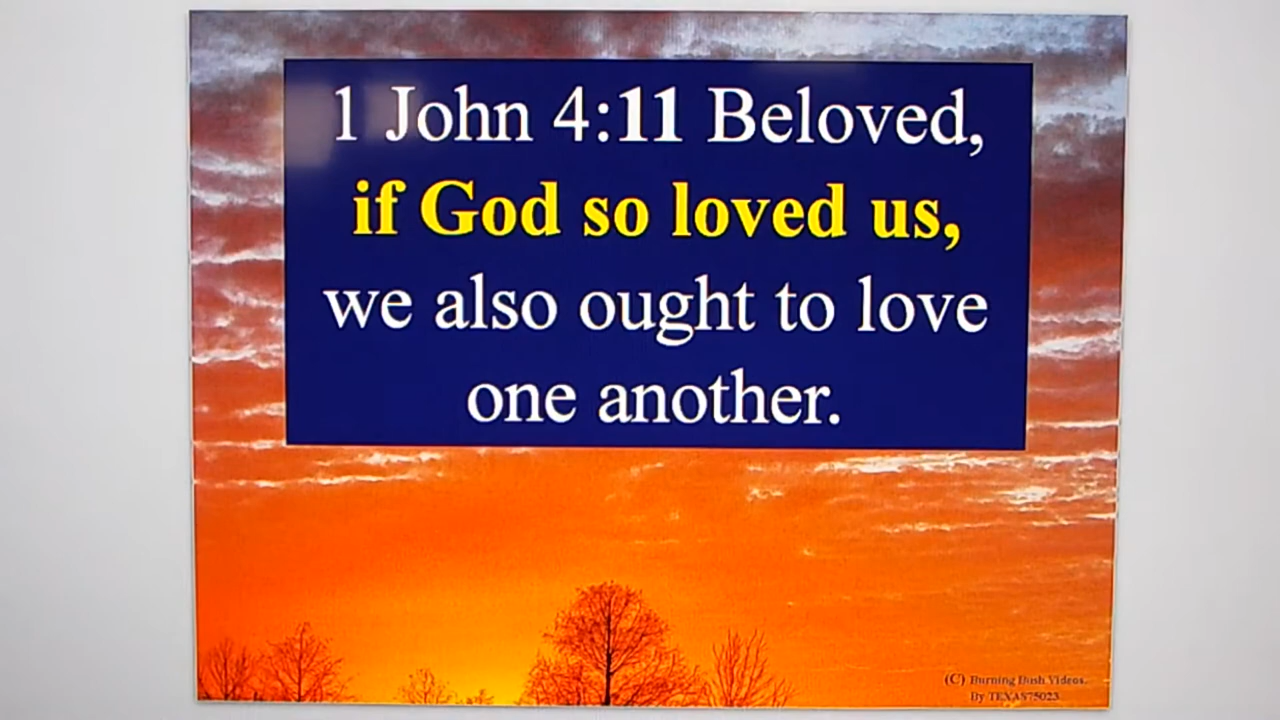 1 John 4:11 Beloved,
if God so loved us,
we also ought to love
one another.
(C) Burning Bush Videos.
By TEXAS75023